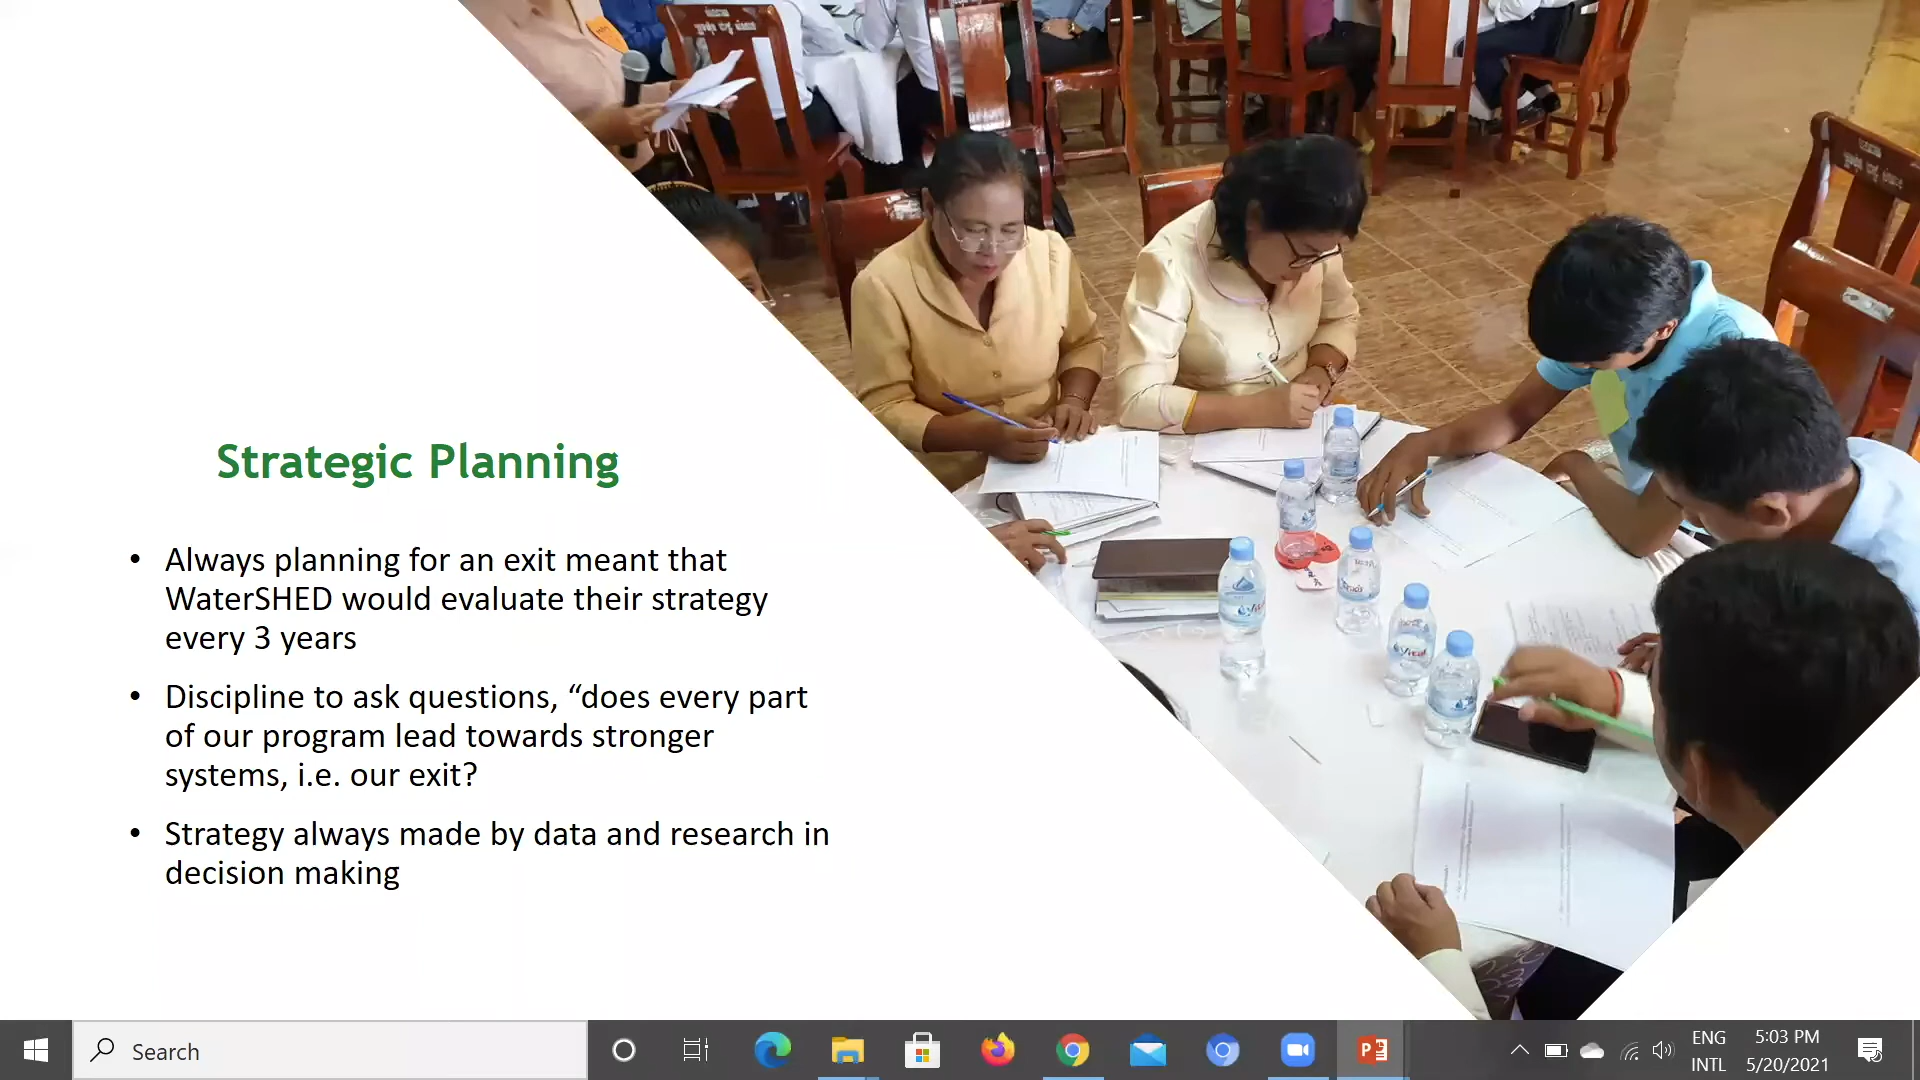 Strategic Planning
• Always planning for an exit meant that
WaterSHED would evaluate their strategy
every 3 years
• Discipline to ask questions, “does every part
of our program lead towards stronger
systems, i.e. our exit?
• Strategy always made by data and research in
decision making
Search
ENG
INTL
5:03 PM
5/20/2021